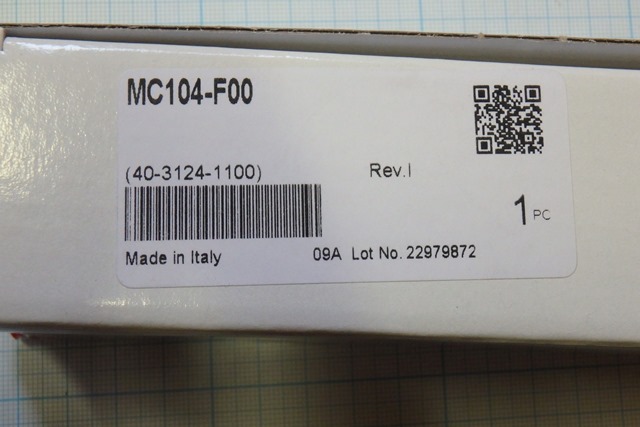 MC104-F00
(40-3124-1100) Rev.I
1 PC
Made in Italy 09A Lot No. 22979872